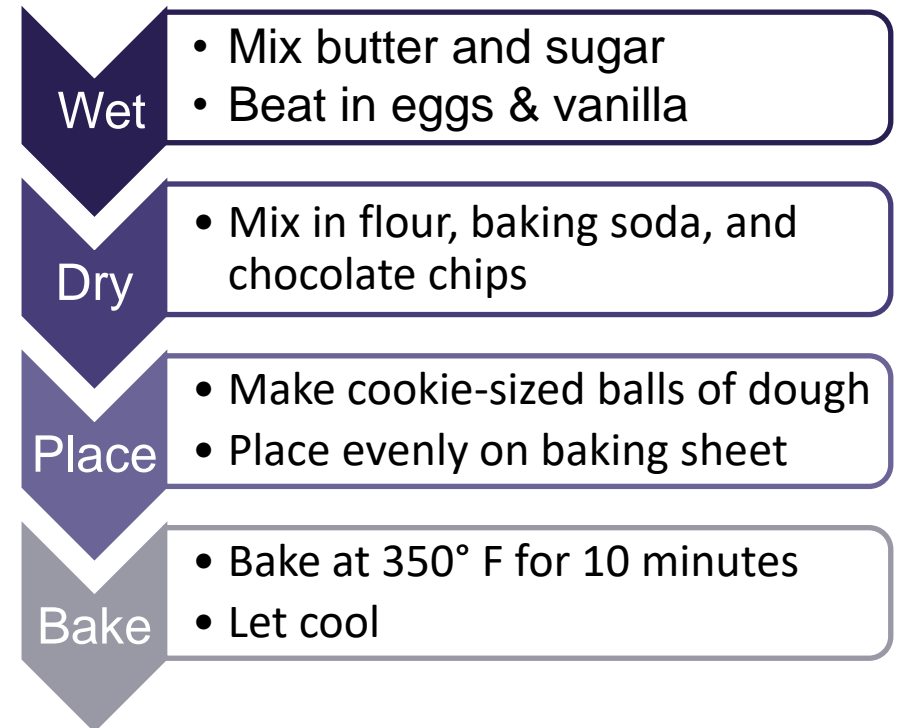 Wet
• Mix butter and sugar
• Beat in eggs & vanilla
Dry
• Mix in flour, baking soda, and
chocolate chips
Place
• Make cookie-sized balls of dough
• Place evenly on baking sheet
Bake
• Bake at 350° F for 10 minutes
• Let cool